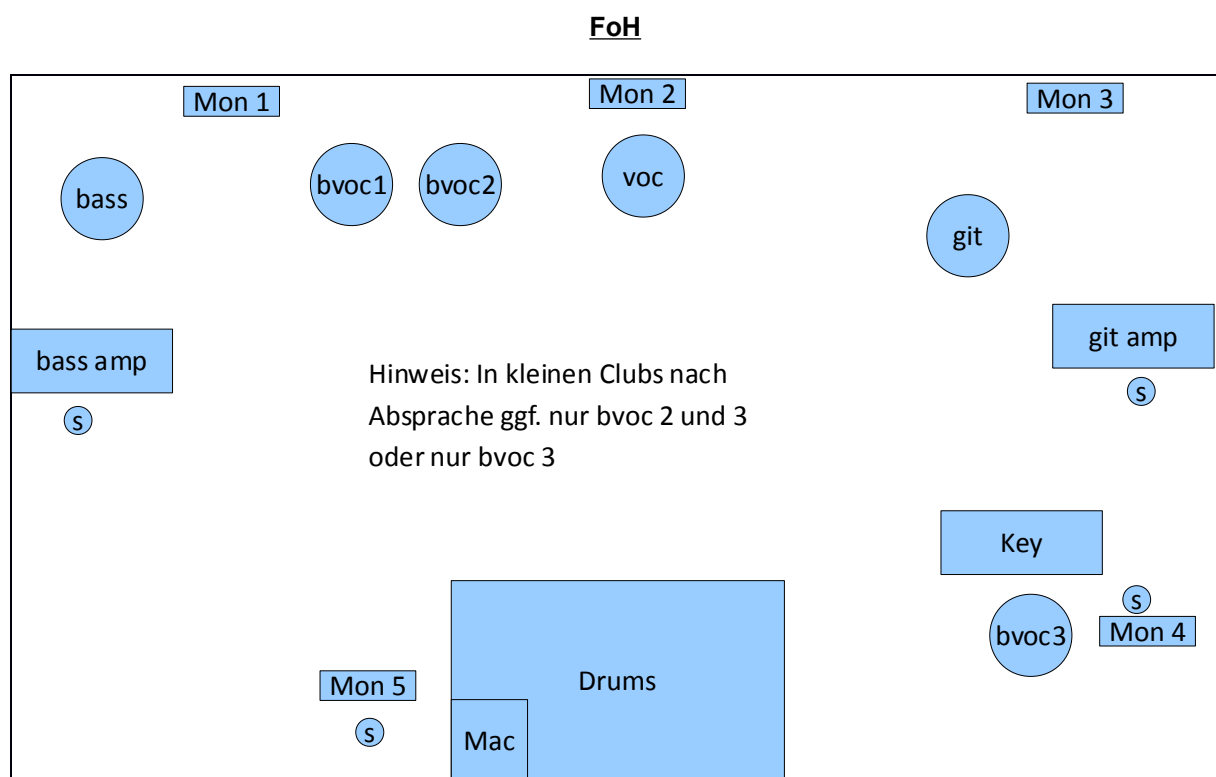 FoH
Mon 1
Mon 2
Mon 3
bass
bvoc1
bvoc2
voc
git
bass amp
git amp
s
s
Hinweis: In kleinen Clubs nach
Absprache ggf. nur bvoc 2 und 3
oder nur bvoc 3
Key
s
bvoc3
Mon 4
Mon 5
Drums
s
Mac